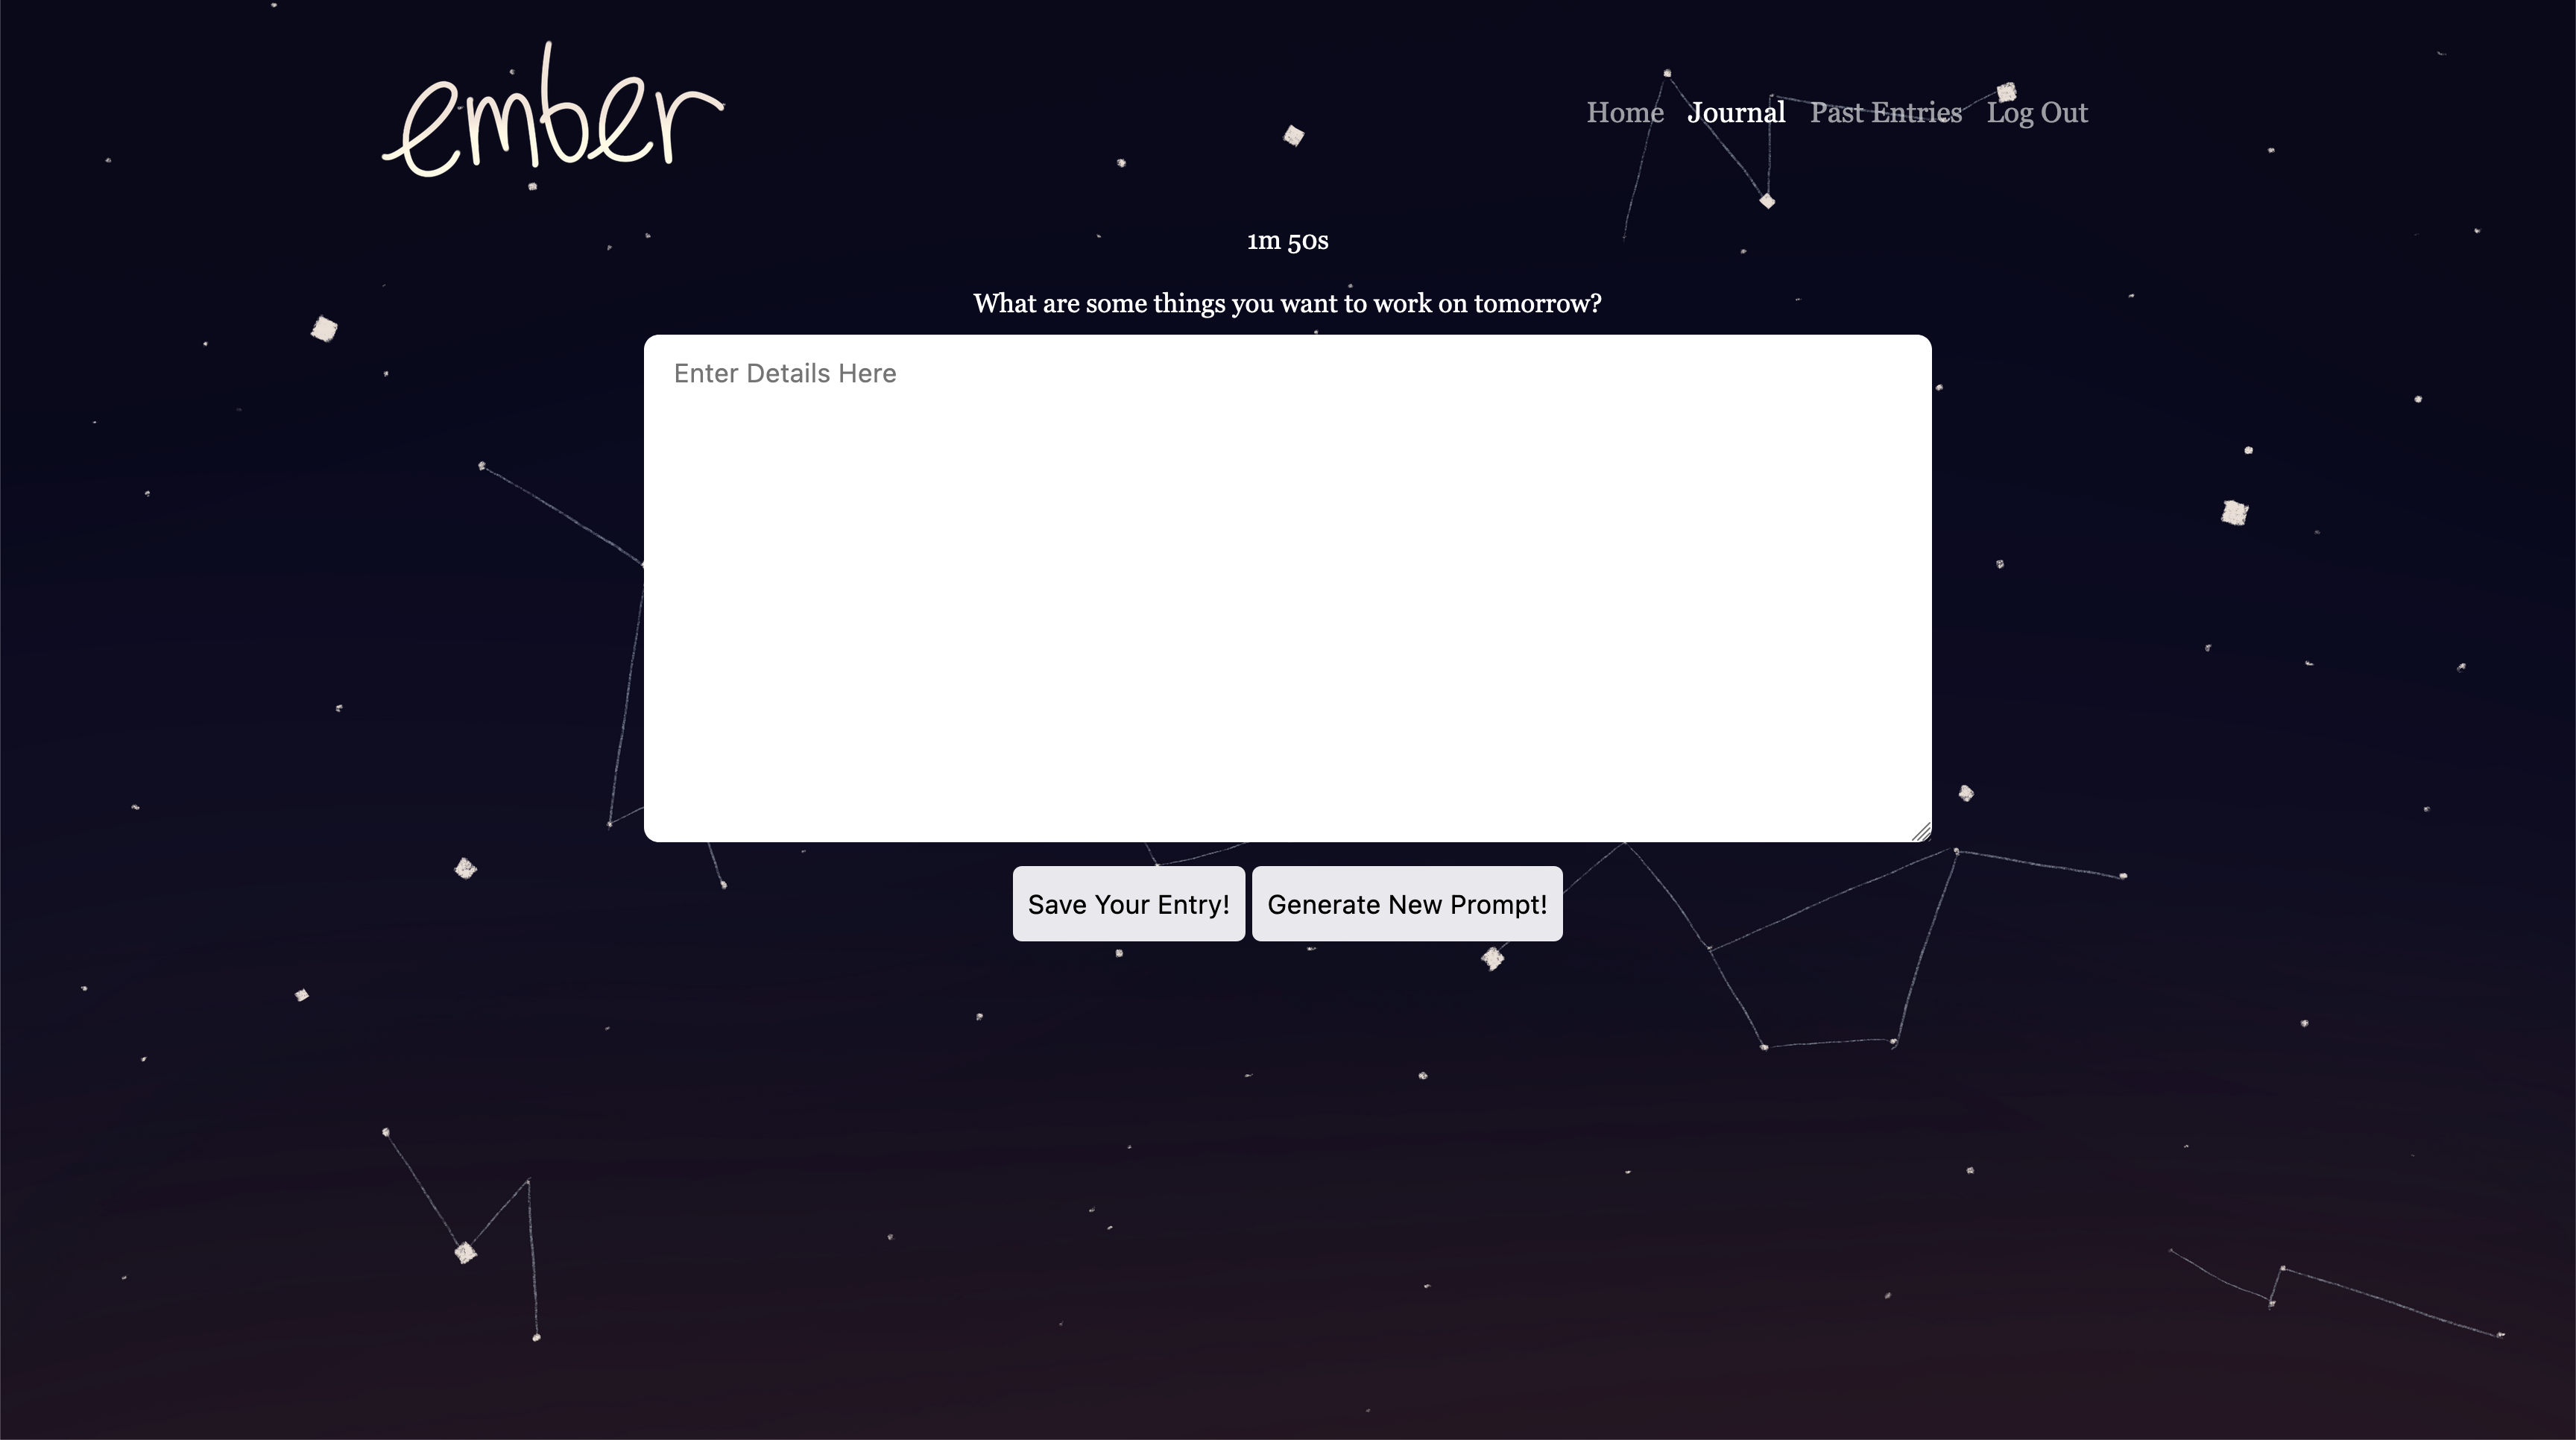 ember
Home Journal Past Entries Log Out
1m 50s
What are some things you want to work on tomorrow?
Enter Details Here
Save Your Entry! Generate New Prompt!